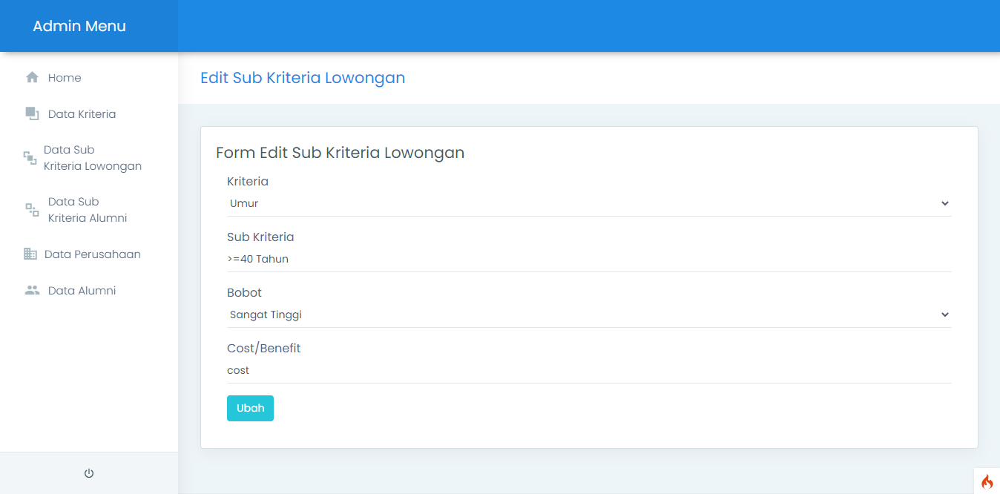 Admin Menu
Home
Data Kriteria
Data Sub
Kriteria Lowongan
Data Sub
Kriteria Alumni
Data Perusahaan
Data Alumni
Edit Sub Kriteria Lowongan
Form Edit Sub Kriteria Lowongan
Kriteria
Umur
Sub Kriteria
>=40 Tahun
Bobot
Sangat Tinggi
Cost/Benefit
cost
Ubah